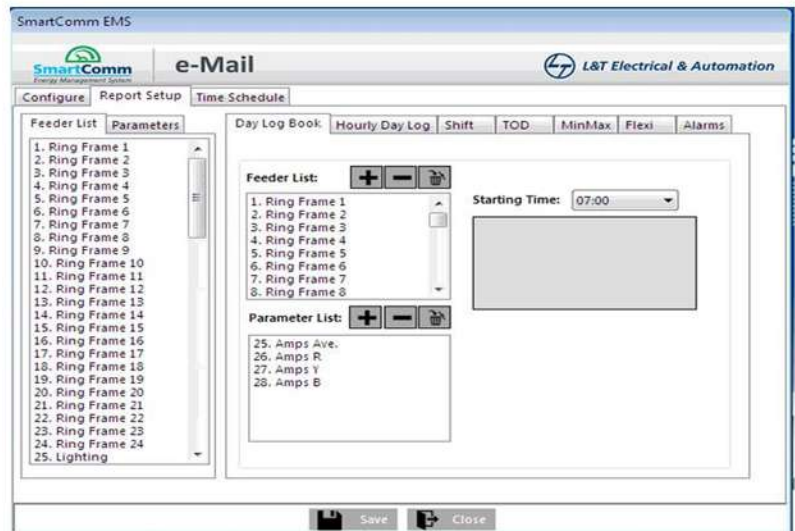 SmartComm EMS
SmartComm
Energy Management System
e-Mail
L&T Electrical & Automation
Configure Report Setup Time Schedule
Feeder List Parameters
1. Ring Frame 1
2. Ring Frame 2
3. Ring Frame 3
4. Ring Frame 4
5. Ring Frame 5
6. Ring Frame 6
7. Ring Frame 7
8. Ring Frame 8
9. Ring Frame 9
10. Ring Frame 10
11. Ring Frame 11
12. Ring Frame 12
13. Ring Frame 13
14. Ring Frame 14
15. Ring Frame 15
16. Ring Frame 16
17. Ring Frame 17
18. Ring Frame 18
19. Ring Frame 19
20. Ring Frame 20
21. Ring Frame 21
22. Ring Frame 22
23. Ring Frame 23
24. Ring Frame 24
25. Lighting
Day Log Book Hourly Day Log Shift TOD MinMax Flexi Alarms
Feeder List:
1. Ring Frame 1
2. Ring Frame 2
3. Ring Frame 3
4. Ring Frame 4
5. Ring Frame 5
6. Ring Frame 6
7. Ring Frame 7
8. Ring Frame 8
Starting Time: 07:00
Parameter List:
25. Amps Ave.
26. Amps R
27. Amps Y
28. Amps B
Save Close